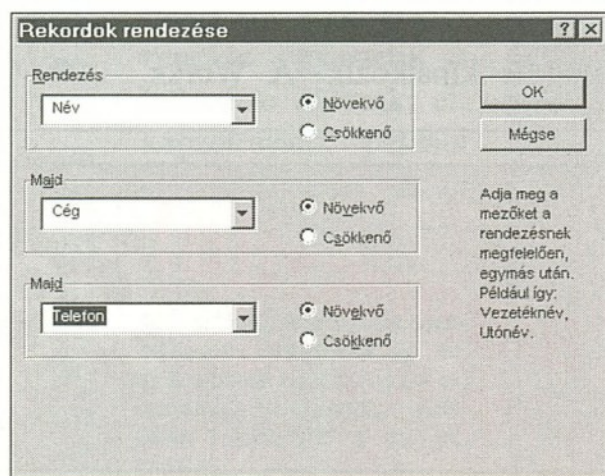 Rekordok rendezése
Rendezés
Név
Növekvő
Csökkenő
OK
Mégse
Majd
Cég
Növekvő
Csökkenő
Adja meg a
mezőket a
rendezésnek
megfelelően,
egymás után.
Például így:
Vezetéknév,
Utónév.
Majd
Telefon
Növekvő
Csökkenő